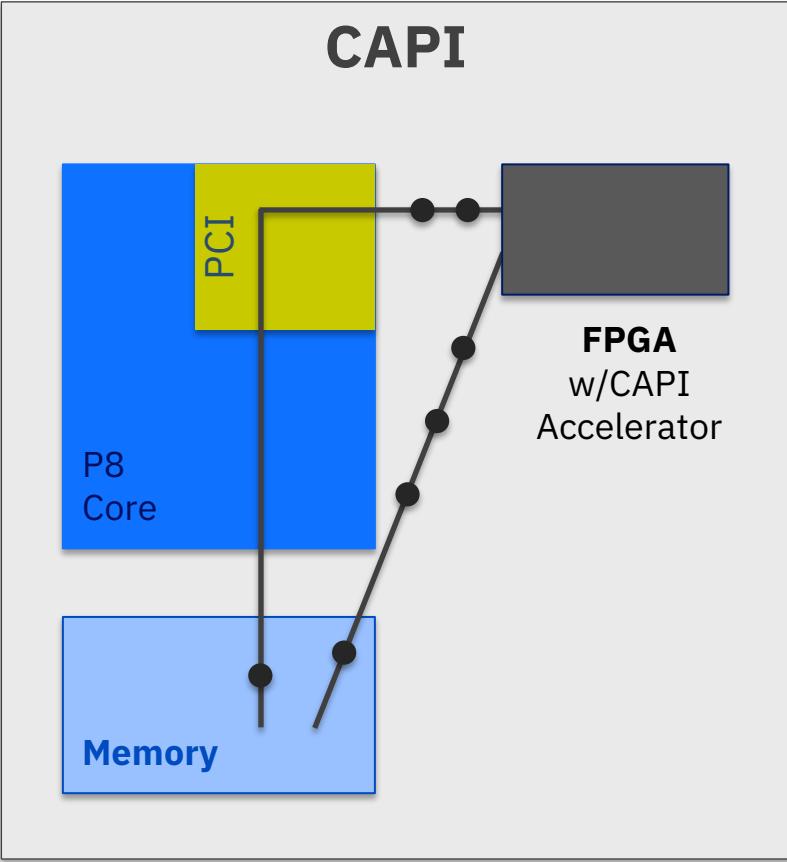 CAPI
PCI
P8
Core
FPGA
w/CAPI
Accelerator
Memory